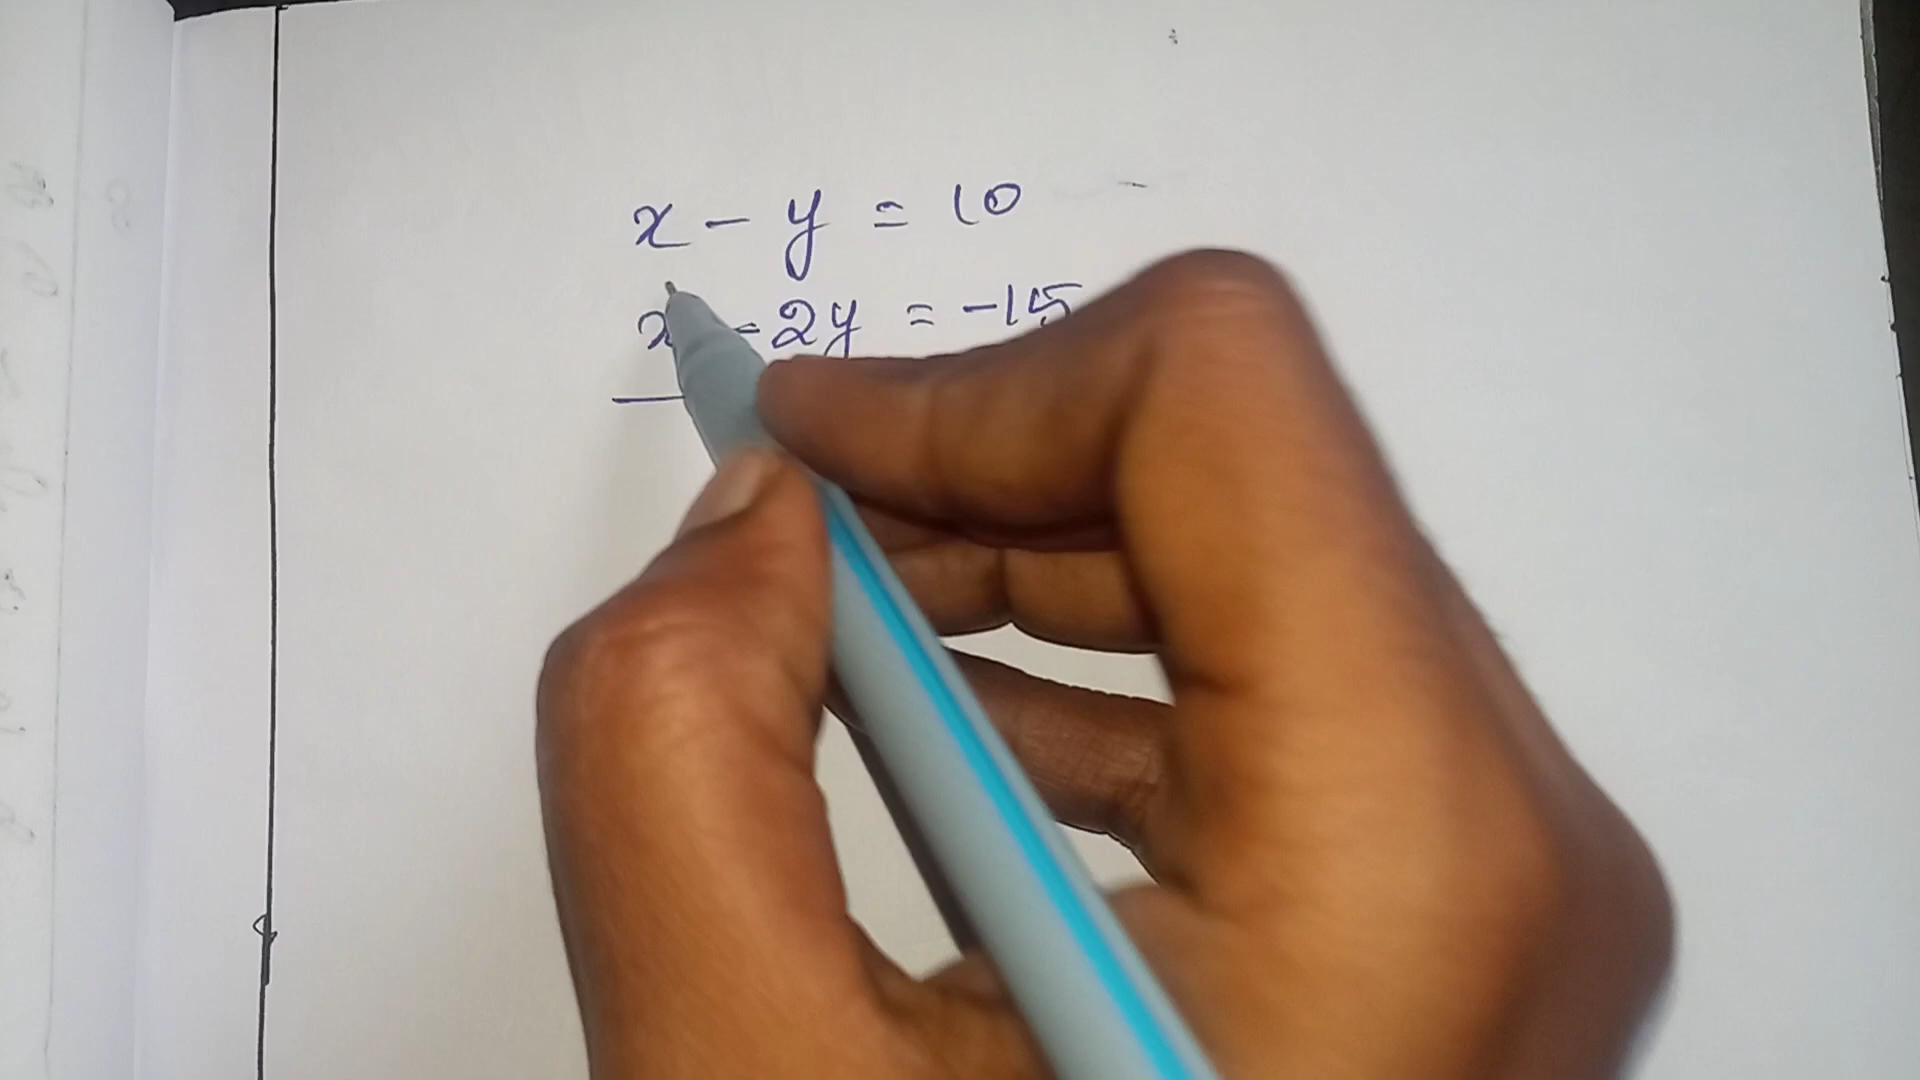 x - y = 10
x - 2y = -15